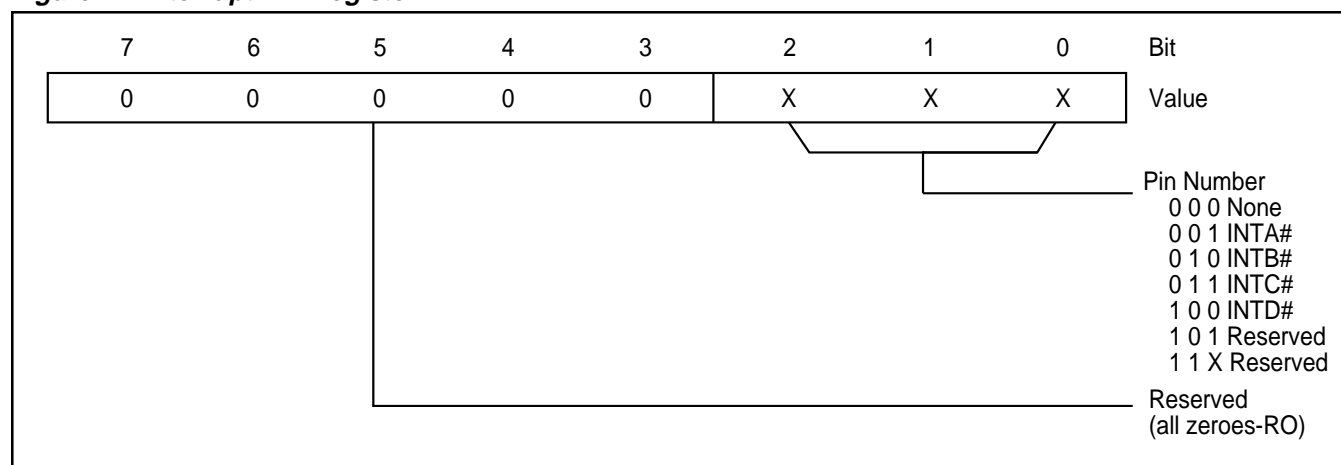 7 6 5 4 3 2 1 0 Bit
0 0 0 0 0 X X X Value
Pin Number
0 0 0 None
0 0 1 INTA#
0 1 0 INTB#
0 1 1 INTC#
1 0 0 INTD#
1 0 1 Reserved
1 1 X Reserved
Reserved
(all zeroes-RO)